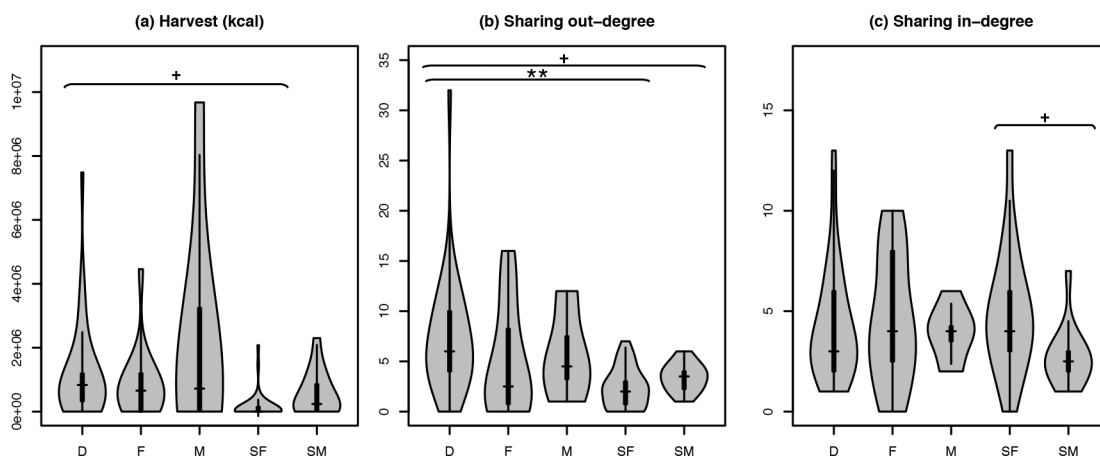 (a) Harvest (kcal)
+
1e+07
8e+06
6e+06
4e+06
2e+06
0e+00
D F M SF SM
(b) Sharing out−degree
+
**
35
30
25
20
15
10
5
0
D F M SF SM
(c) Sharing in−degree
+
15
10
5
0
D F M SF SM